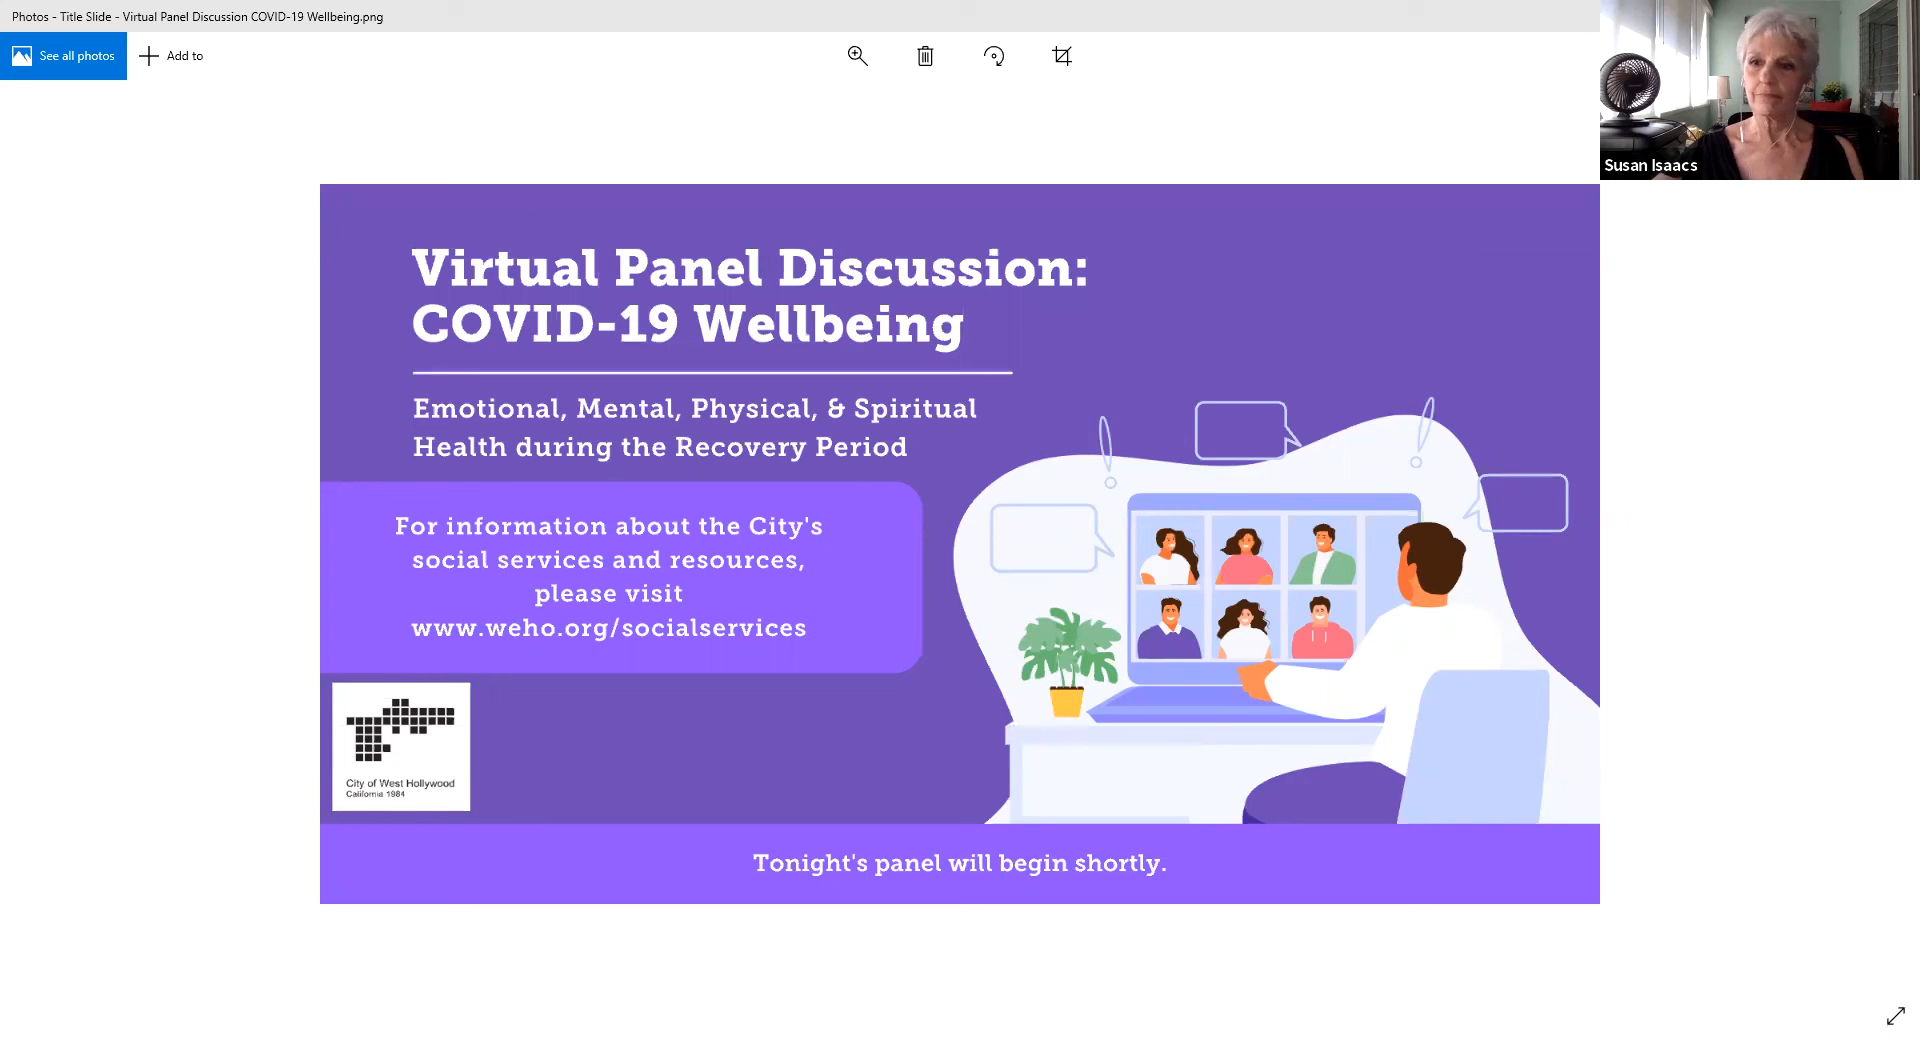 Photos - Title Slide - Virtual Panel Discussion COVID-19 Wellbeing.png
See all photos
Add to
Susan Isaacs
Virtual Panel Discussion:
COVID-19 Wellbeing
Emotional, Mental, Physical, & Spiritual
Health during the Recovery Period
For information about the City's
social services and resources,
please visit
www.weho.org/socialservices
City of West Hollywood
California 1984
Tonight's panel will begin shortly.